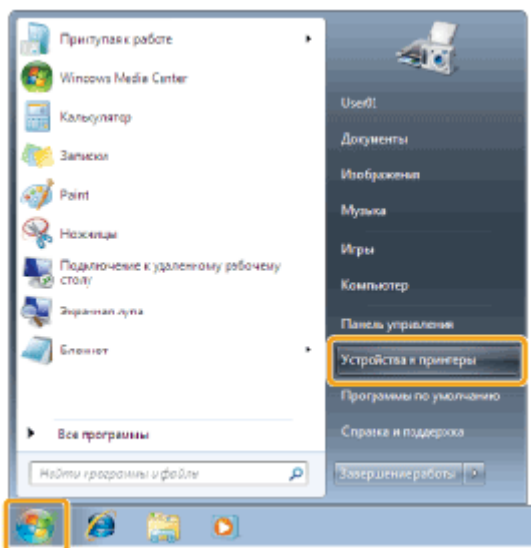 Приступая к работе
Windows Media Center
Калькулятор
Записки
Paint
Ножницы
Подключение к удаленному рабочему
столу
Экранная лупа
Блокнот
Все программы
Найти программы и файлы
User01
Документы
Изображения
Музыка
Игры
Компьютер
Панель управления
Устройства и принтеры
Программы по умолчанию
Справка и поддержка
Завершение работы